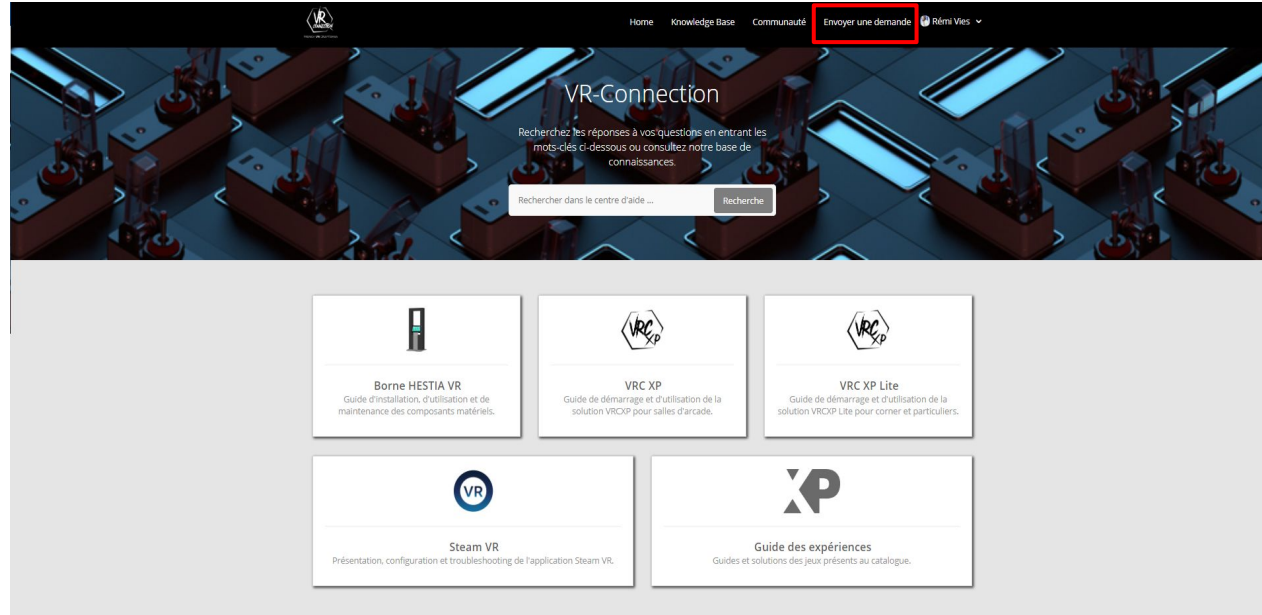 VR
Home Knowledge Base Communauté Envoyer une demande Rémi Vies
VR-Connection
Recherchez les réponses à vos questions en entrant les
mots-clés ci-dessous ou consultez notre base de
connaissances.
Rechercher dans le centre d'aide ... Recherche
VRC XP
VRC XP
Borne HESTIA VR
Guide d'installation, d'utilisation et de
maintenance des composants matériels.
VRC XP
Guide de démarrage et d'utilisation de la
solution VRCXP pour salles d'arcade.
VRC XP Lite
Guide de démarrage et d'utilisation de la
solution VRCXP Lite pour corner et particuliers.
VR
XP
Steam VR
Présentation, configuration et troubleshooting de l'application Steam VR.
Guide des expériences
Guides et solutions des jeux présents au catalogue.